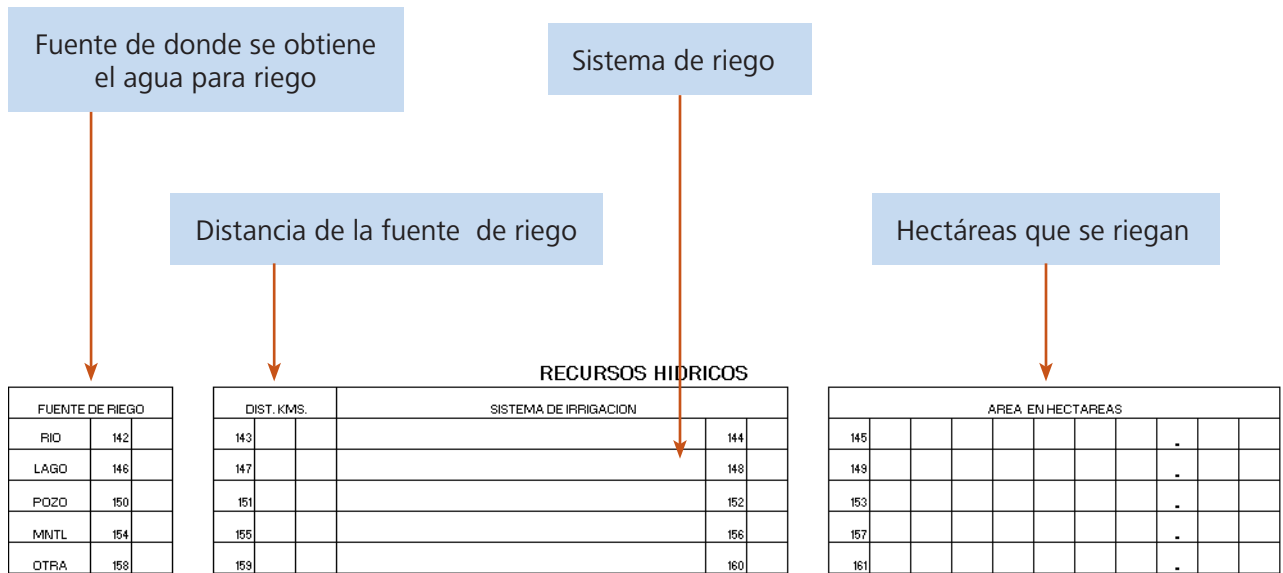 Fuente de donde se obtiene
el agua para riego
Sistema de riego
Distancia de la fuente de riego
Hectáreas que se riegan
RECURSOS HIDRICOS
FUENTE DE RIEGO DIST. KMS. SISTEMA DE IRRIGACION AREA EN HECTAREAS
RIO 142 143 144 145 .
LAGO 146 147 148 149 .
POZO 150 151 152 153 .
MNTL 154 155 156 157 .
OTRA 158 159 160 161 .